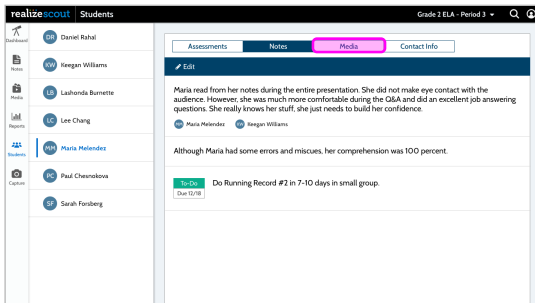 realizescout Students Grade 2 ELA - Period 3
Dashboard
Notes
Media
Reports
Students
Capture
DR Daniel Rahal
KW Keegan Williams
LB Lashonda Burnette
LC Lee Chang
MM Maria Melendez
PC Paul Chesnokova
SF Sarah Forsberg
Assessments Notes Media Contact Info
Edit
Maria read from her notes during the entire presentation. She did not make eye contact with the
audience. However, she was much more comfortable during the Q&A and did an excellent job answering
questions. She really knows her stuff, she just needs to build her confidence.
MM Maria Melendez KW Keegan Williams
Although Maria had some errors and miscues, her comprehension was 100 percent.
To-Do Do Running Record #2 in 7-10 days in small group.
Due 12/18